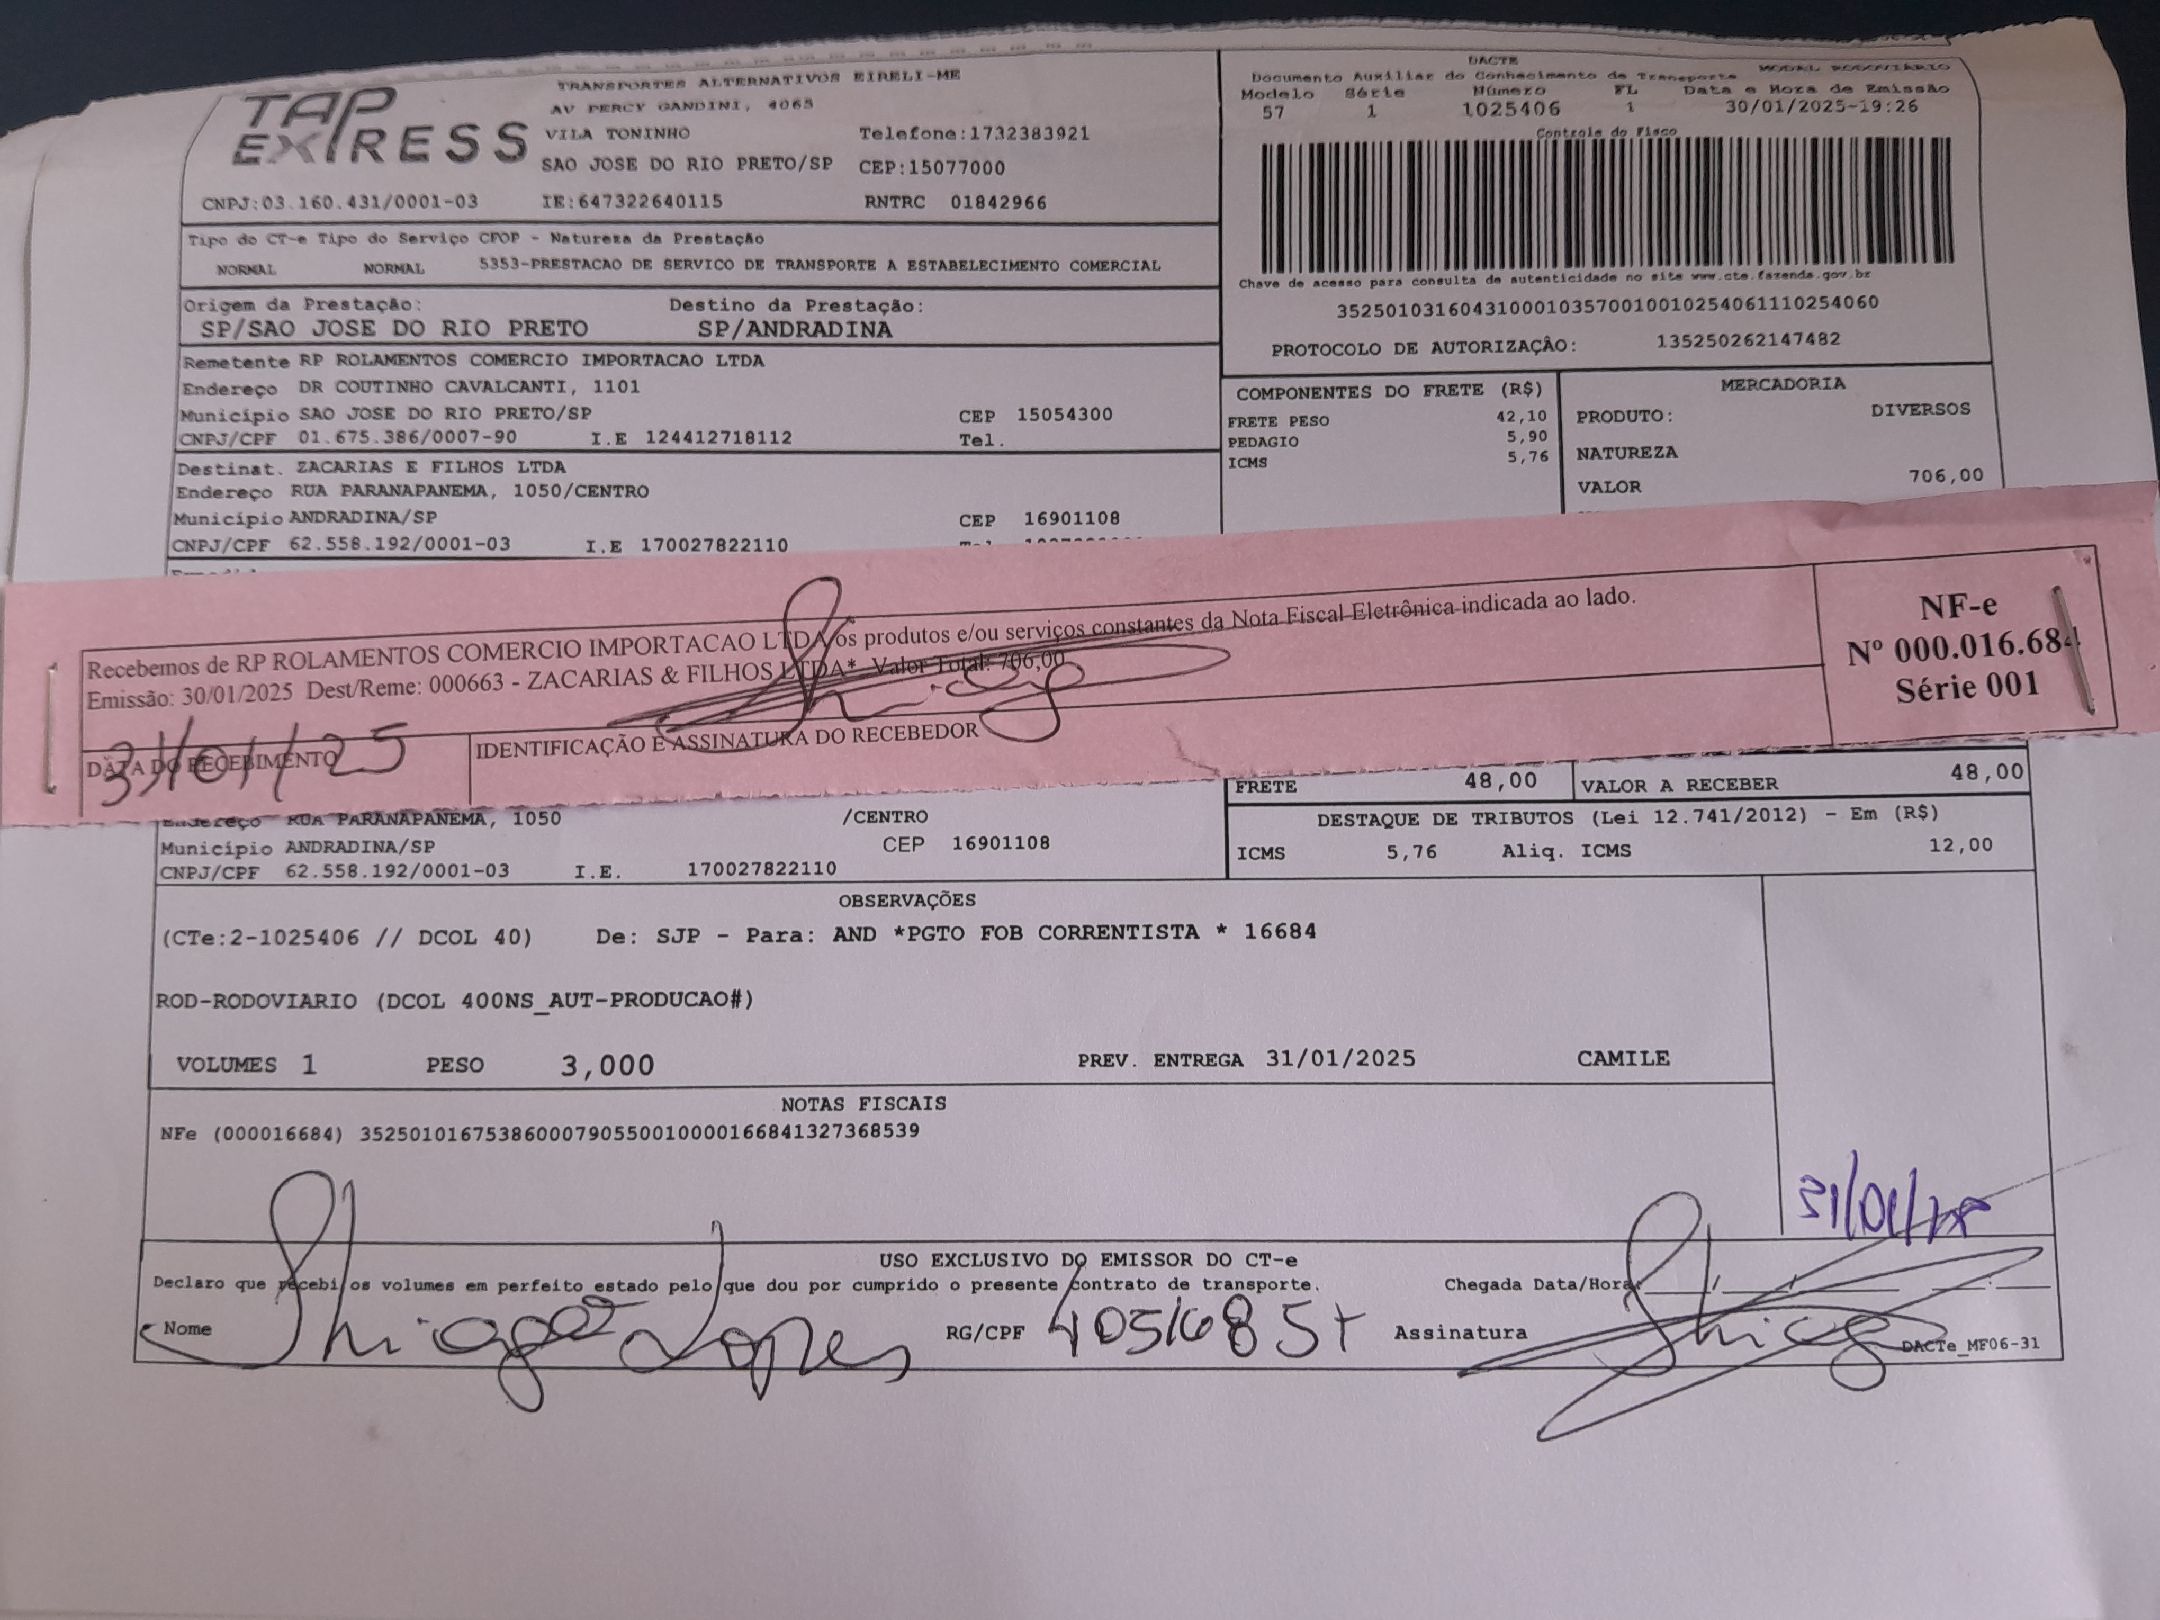 TAP EXPRESS
TRANSPORTES ALTERNATIVOS EIRELI-ME
AV PERCY GANDINI, 4065
VILA TONINHO Telefone:1732383921
SAO JOSE DO RIO PRETO/SP CEP:15077000
CNPJ:03.160.431/0001-03 IE:647322640115 RNTRC 01842966
DACTE
Documento Auxiliar do Conhecimento de Transporte MODAL RODOVIÁRIO
Modelo Série Número FL Data e Hora de Emissão
57 1 1025406 1 30/01/2025-19:26
Controle do Fisco
Chave de acesso para consulta de autenticidade no site www.cte.fazenda.gov.br
35250103160431000103570010010254061110254060
PROTOCOLO DE AUTORIZAÇÃO: 135250262147482
Tipo do CT-e Tipo do Serviço CFOP - Natureza da Prestação
NORMAL NORMAL 5353-PRESTACAO DE SERVICO DE TRANSPORTE A ESTABELECIMENTO COMERCIAL
Origem da Prestação: Destino da Prestação:
SP/SAO JOSE DO RIO PRETO SP/ANDRADINA
Remetente RP ROLAMENTOS COMERCIO IMPORTACAO LTDA
Endereço DR COUTINHO CAVALCANTI, 1101
Município SAO JOSE DO RIO PRETO/SP CEP 15054300
CNPJ/CPF 01.675.386/0007-90 I.E 124412718112 Tel.
Destinat. ZACARIAS E FILHOS LTDA
Endereço RUA PARANAPANEMA, 1050/CENTRO
Município ANDRADINA/SP CEP 16901108
CNPJ/CPF 62.558.192/0001-03 I.E 170027822110
COMPONENTES DO FRETE (R$)
FRETE PESO 42,10
PEDAGIO 5,90
ICMS 5,76
MERCADORIA
PRODUTO: DIVERSOS
NATUREZA
VALOR 706,00
Recebemos de RP ROLAMENTOS COMERCIO IMPORTACAO LTDA os produtos e/ou serviços constantes da Nota Fiscal Eletrônica indicada ao lado.
Emissão: 30/01/2025 Dest/Reme: 000663 - ZACARIAS & FILHOS LTDA* Valor Total: 706,00
DATA DO RECEBIMENTO IDENTIFICAÇÃO E ASSINATURA DO RECEBEDOR
31/01/25
Thiago
NF-e
Nº 000.016.684
Série 001
FRETE 48,00 VALOR A RECEBER 48,00
DESTAQUE DE TRIBUTOS (Lei 12.741/2012) - Em (R$)
ICMS 5,76 Aliq. ICMS 12,00
Endereço RUA PARANAPANEMA, 1050 /CENTRO
Município ANDRADINA/SP CEP 16901108
CNPJ/CPF 62.558.192/0001-03 I.E. 170027822110
OBSERVAÇÕES
(CTe:2-1025406 // DCOL 40) De: SJP - Para: AND *PGTO FOB CORRENTISTA * 16684
ROD-RODOVIARIO (DCOL 400NS_AUT-PRODUCAO#)
VOLUMES 1 PESO 3,000 PREV. ENTREGA 31/01/2025 CAMILE
NOTAS FISCAIS
NFe (000016684) 35250101675386000790550010000166841327368539
USO EXCLUSIVO DO EMISSOR DO CT-e
Declaro que recebi os volumes em perfeito estado pelo que dou por cumprido o presente contrato de transporte. Chegada Data/Hora:
Nome Thiago Lopes RG/CPF Assinatura Thiago
DACTe_MF06-31